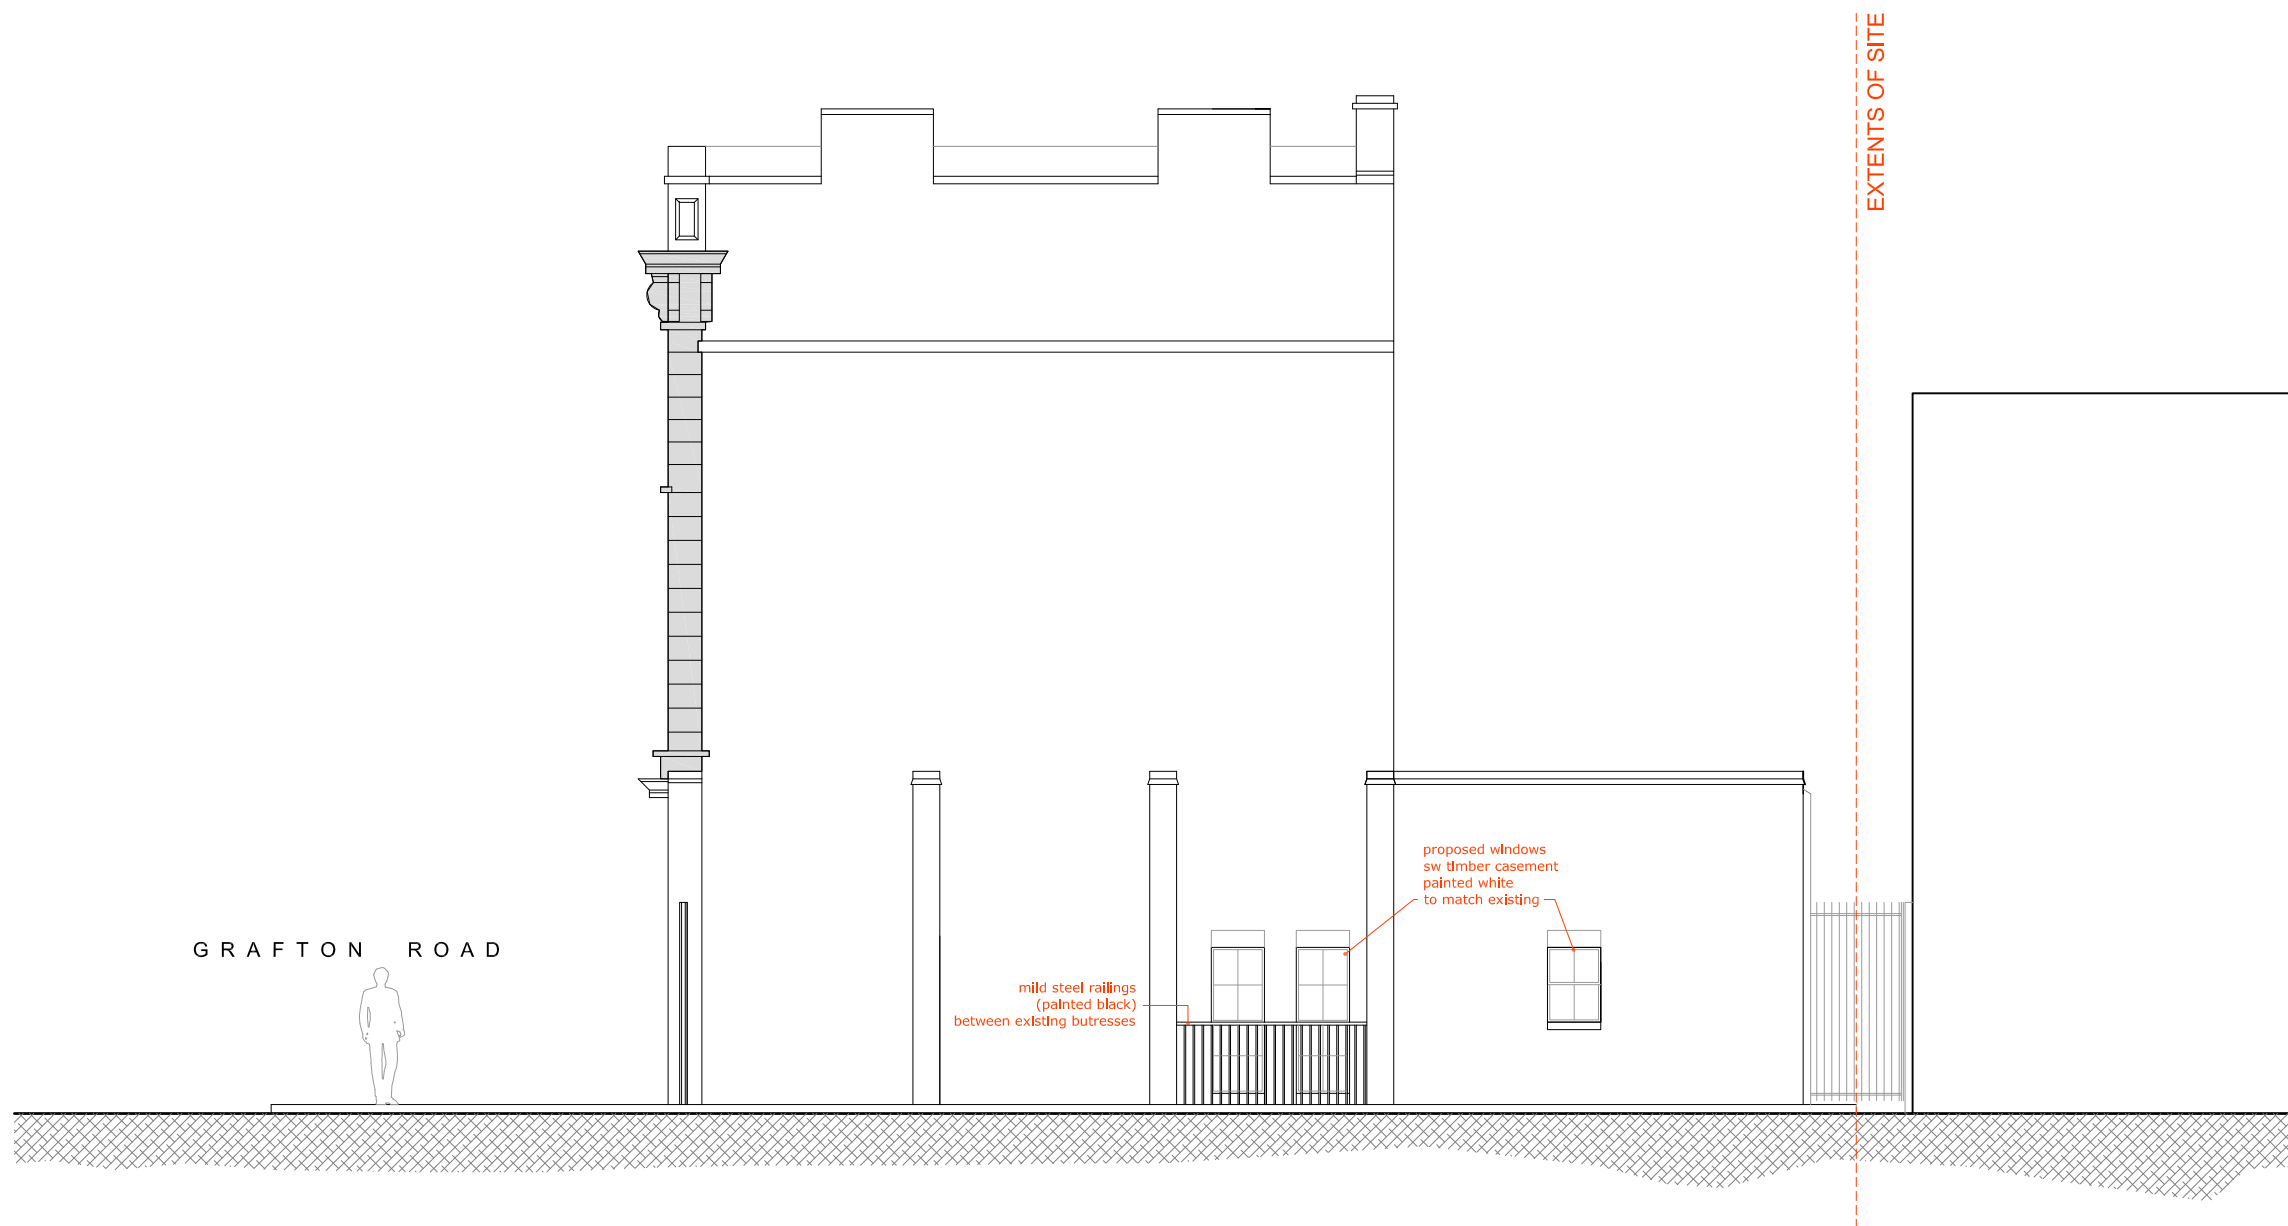 EXTENTS OF SITE
proposed windows
sw timber casement
painted white
to match existing
GRAFTON ROAD
mild steel railings
(painted black)
between existing butresses